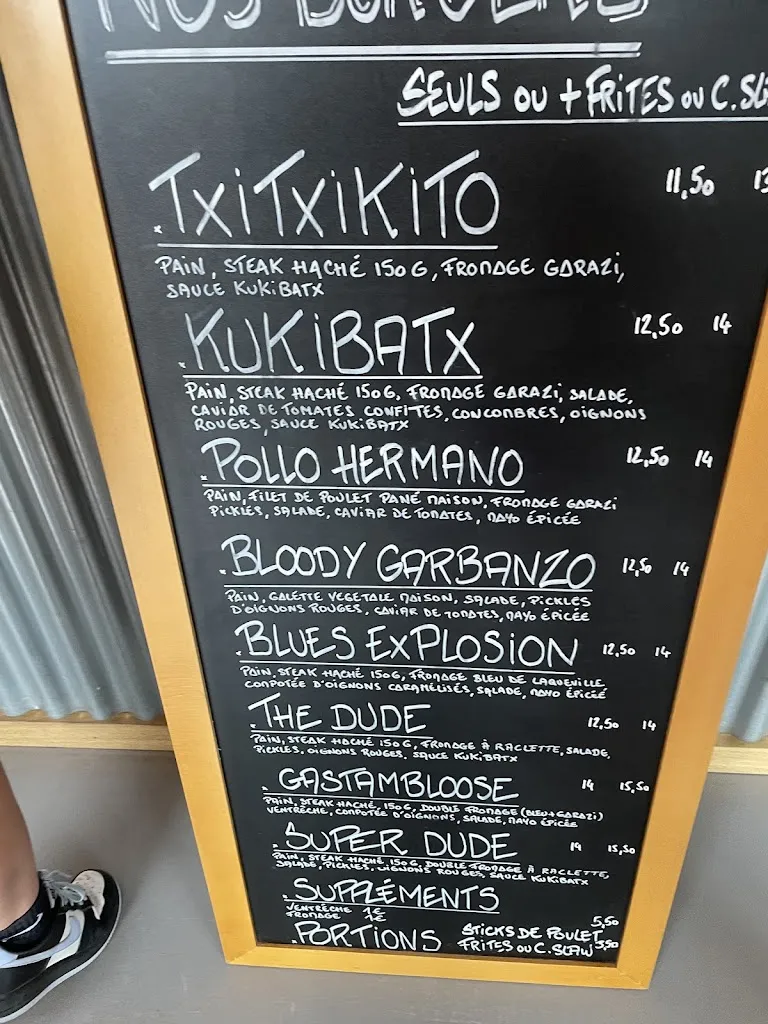 NOS BURGERS
SEULS OU + FRITES OU C.SL
TXITXIKITO 11,50 13
PAIN, STEAK HACHÉ 150G, FROMAGE GARAZI,
SAUCE KUKIBATX
KUKIBATX 12,50 14
PAIN, STEAK HACHÉ 150G, FROMAGE GARAZI, SALADE,
CAVIAR DE TOMATES CONFITES, CONCOMBRES, OIGNONS
ROUGES, SAUCE KUKIBATX
POLLO HERMANO 12,50 14
PAIN, FILET DE POULET PANÉ MAISON, FROMAGE GARAZI
PICKLES, SALADE, CAVIAR DE TOMATES, MAYO ÉPICÉE
BLOODY GARBANZO 12,50 14
PAIN, GALETTE VEGETALE MAISON, SALADE, PICKLES
D'OIGNONS ROUGES, CAVIAR DE TOMATES, MAYO ÉPICÉE
BLUES EXPLOSION 12,50 14
PAIN, STEAK HACHÉ 150G, FROMAGE BLEU DE LAQUEUILLE
COMPOTÉE D'OIGNONS CARAMÉLISÉS, SALADE, MAYO ÉPICÉE
THE DUDE 12,50 14
PAIN, STEAK HACHÉ 150G, FROMAGE À RACLETTE, SALADE,
PICKLES, OIGNONS ROUGES, SAUCE KUKIBATX
GASTAMBLOOSE 14 15,50
PAIN, STEAK HACHÉ, 150G, DOUBLE FROMAGE (BLEU+GARAZI)
VENTRÈCHE, COMPOTÉE D'OIGNONS, SALADE, MAYO ÉPICÉE
SUPER DUDE 14 15,50
PAIN, STEAK HACHÉ 150G, DOUBLE FROMAGE À RACLETTE,
SALADE, PICKLES, OIGNONS ROUGES, SAUCE KUKIBATX
SUPPLÉMENTS
VENTRÈCHE 1€
FROMAGE 1€
PORTIONS STICKS DE POULET 5,50
FRITES OU C.SLAW 3,50